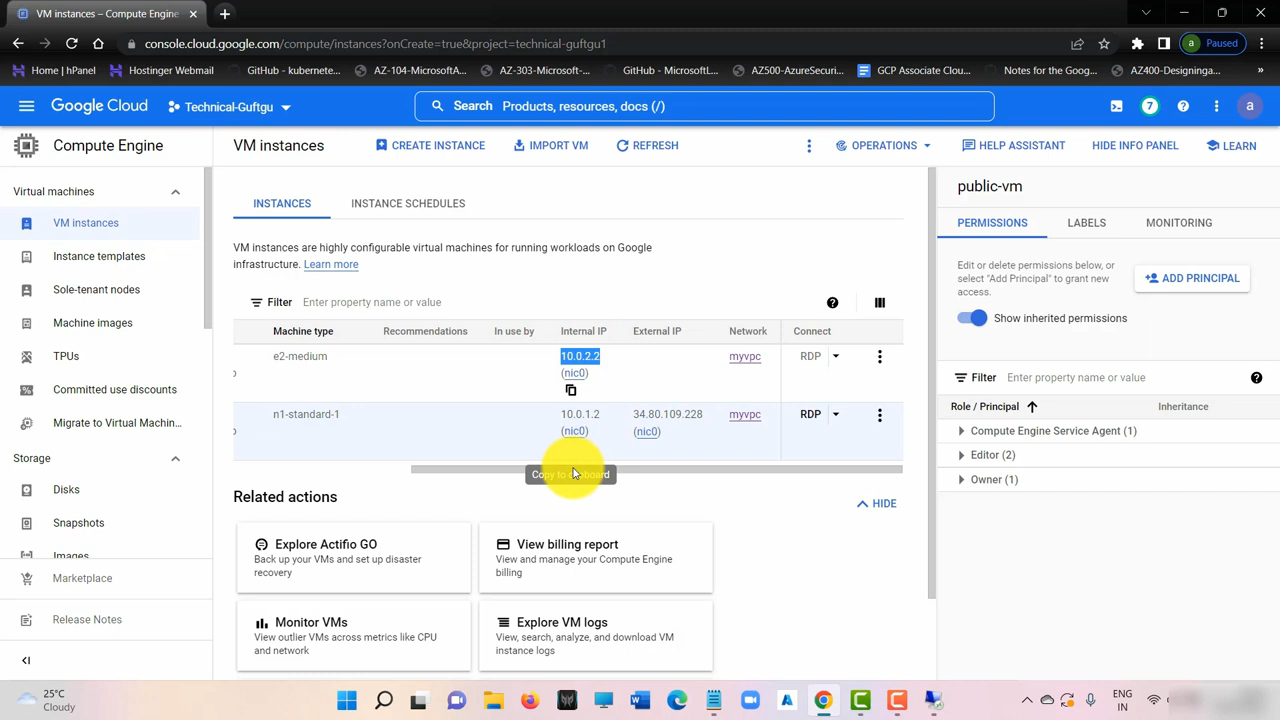 VM instances – Compute Engine
console.cloud.google.com/compute/instances?onCreate=true&project=technical-guftgu1
a Paused
Home | hPanel
Hostinger Webmail
GitHub - kubernete...
AZ-104-MicrosoftA...
AZ-303-Microsoft-...
GitHub - MicrosoftL...
AZ500-AzureSecuri...
GCP Associate Clou...
Notes for the Goog...
AZ400-Designinga...
»
Google Cloud
Technical-Guftgu
Search Products, resources, docs (/)
7
a
Compute Engine
VM instances
CREATE INSTANCE
IMPORT VM
REFRESH
OPERATIONS
HELP ASSISTANT
HIDE INFO PANEL
LEARN
Virtual machines
VM instances
Instance templates
Sole-tenant nodes
Machine images
TPUs
Committed use discounts
Migrate to Virtual Machin...
Storage
Disks
Snapshots
Images
Marketplace
Release Notes
INSTANCES
INSTANCE SCHEDULES
VM instances are highly configurable virtual machines for running workloads on Google
infrastructure. Learn more
Filter Enter property name or value
Machine type Recommendations In use by Internal IP External IP Network Connect
e2-medium 10.0.2.2 myvpc RDP
(nic0)
n1-standard-1 10.0.1.2 34.80.109.228 myvpc RDP
(nic0) (nic0)
Copy to clipboard
Related actions
HIDE
Explore Actifio GO
Back up your VMs and set up disaster
recovery
View billing report
View and manage your Compute Engine
billing
Monitor VMs
View outlier VMs across metrics like CPU
and network
Explore VM logs
View, search, analyze, and download VM
instance logs
public-vm
PERMISSIONS
LABELS
MONITORING
Edit or delete permissions below, or
select "Add Principal" to grant new
access.
ADD PRINCIPAL
Show inherited permissions
Filter Enter property name or value
Role / Principal Inheritance
Compute Engine Service Agent (1)
Editor (2)
Owner (1)
25°C
Cloudy
ENG
IN